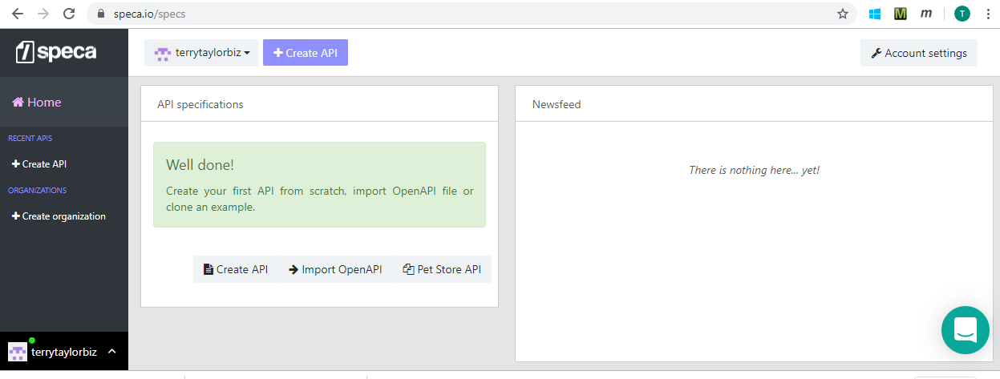 speca.io/specs
M
m
T
speca
terrytaylorbiz
Create API
Account settings
Home
RECENT APIS
Create API
ORGANIZATIONS
Create organization
API specifications
Well done!
Create your first API from scratch, import OpenAPI file or
clone an example.
Create API
Import OpenAPI
Pet Store API
Newsfeed
There is nothing here... yet!
terrytaylorbiz